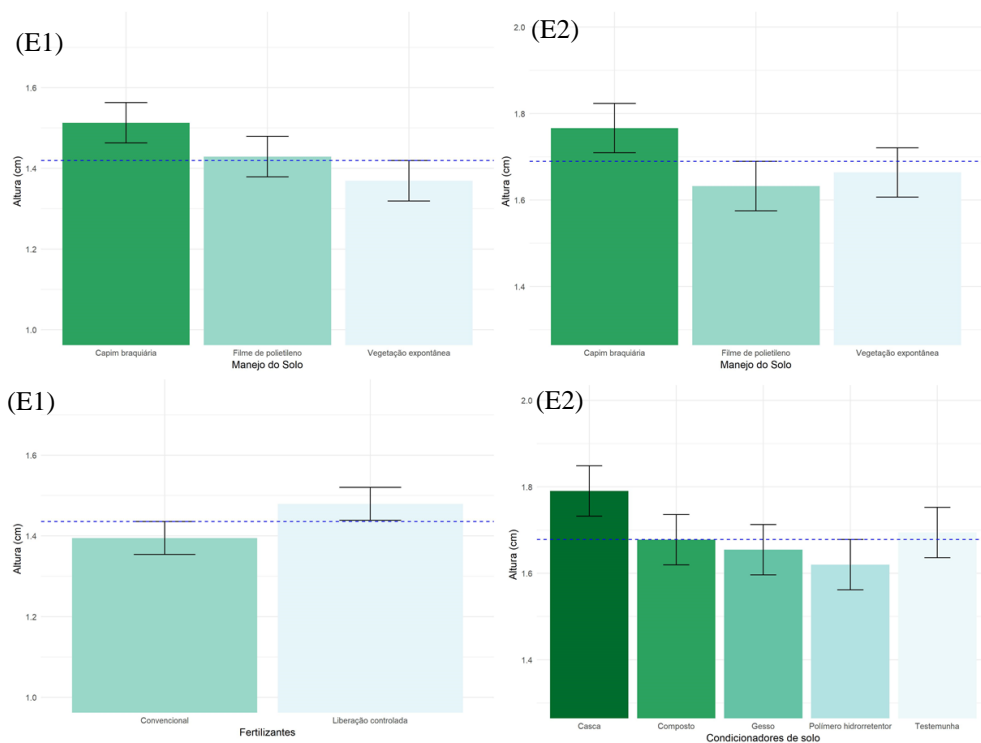 (E1)
Altura (cm)
1.6
1.4
1.2
1.0
Capim braquiária
Filme de polietileno
Vegetação expontânea
Manejo do Solo
(E2)
Altura (cm)
2.0
1.8
1.6
1.4
Capim braquiária
Filme de polietileno
Vegetação expontânea
Manejo do Solo
(E1)
Altura (cm)
1.6
1.4
1.2
1.0
Convencional
Liberação controlada
Fertilizantes
(E2)
Altura (cm)
2.0
1.8
1.6
1.4
Casca
Composto
Gesso
Polímero hidrorretentor
Testemunha
Condicionadores de solo